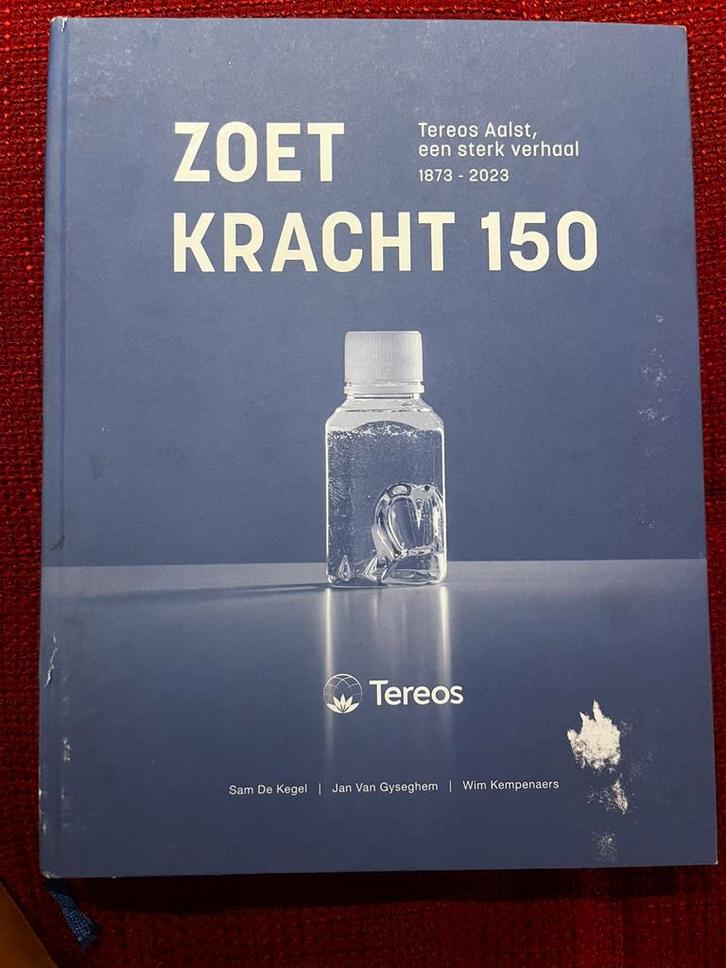 ZOET
KRACHT 150
Tereos Aalst,
een sterk verhaal
1873 - 2023
Tereos
Sam De Kegel | Jan Van Gyseghem | Wim Kempenaers